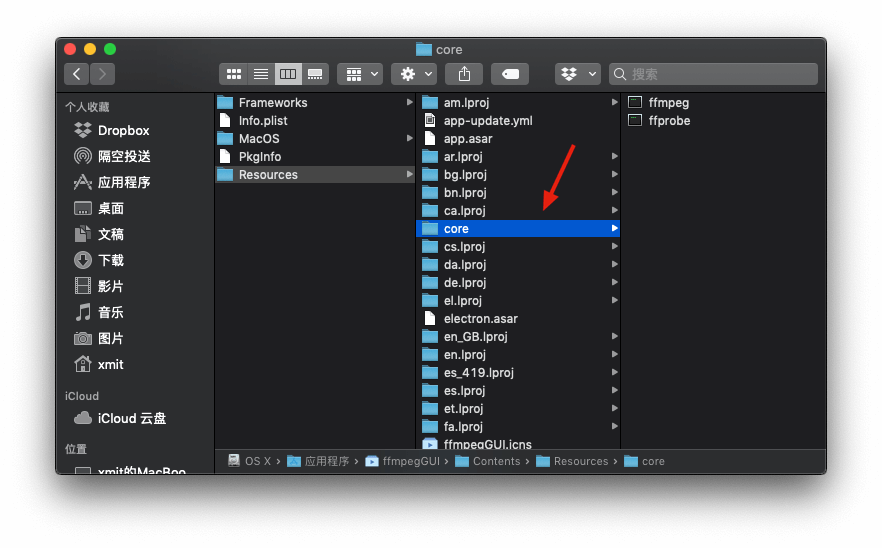 core
搜索
个人收藏
Dropbox
隔空投送
应用程序
桌面
文稿
下载
影片
音乐
图片
xmit
iCloud
iCloud 云盘
位置
xmit的MacBoo
Frameworks
Info.plist
MacOS
PkgInfo
Resources
am.lproj
app-update.yml
app.asar
ar.lproj
bg.lproj
bn.lproj
ca.lproj
core
cs.lproj
da.lproj
de.lproj
el.lproj
electron.asar
en_GB.lproj
en.lproj
es_419.lproj
es.lproj
et.lproj
fa.lproj
ffmpegGUI.icns
ffmpeg
ffprobe
OS X › 应用程序 › ffmpegGUI › Contents › Resources › core